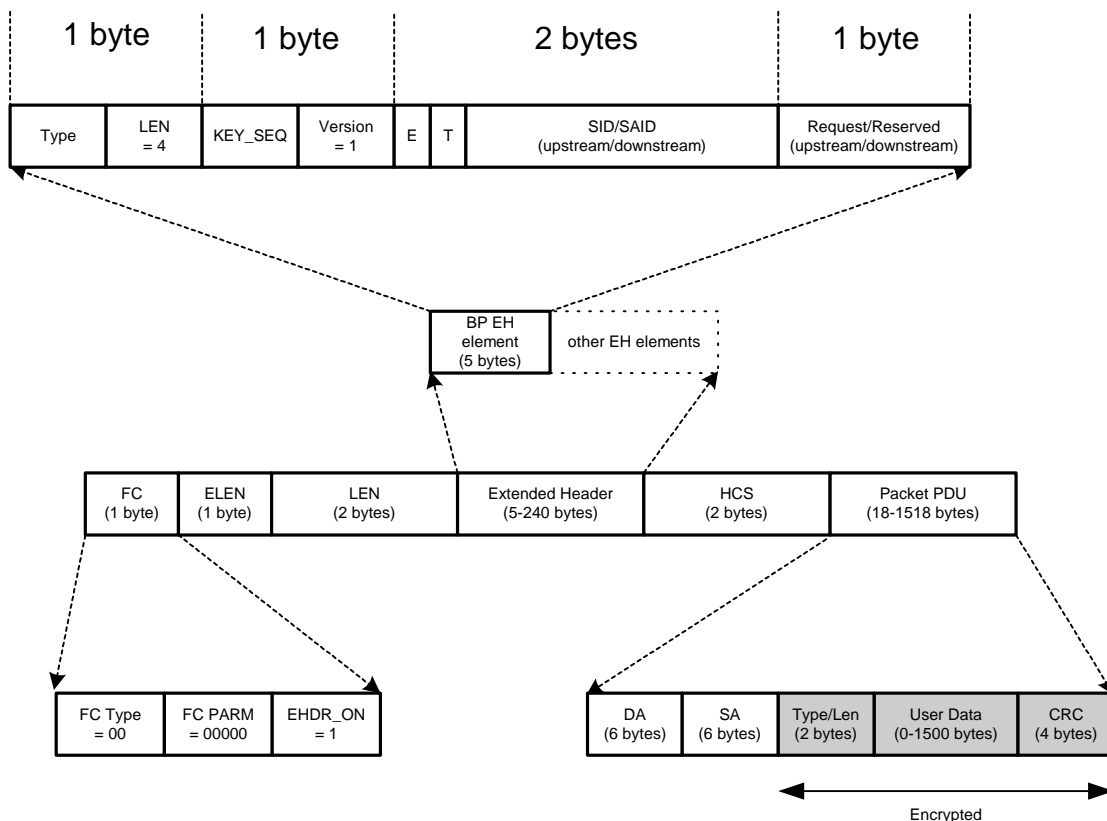 1 byte 1 byte 2 bytes 1 byte
Type
LEN
= 4
KEY_SEQ
Version
= 1
E
T
SID/SAID
(upstream/downstream)
Request/Reserved
(upstream/downstream)
BP EH
element
(5 bytes)
other EH elements
FC
(1 byte)
ELEN
(1 byte)
LEN
(2 bytes)
Extended Header
(5-240 bytes)
HCS
(2 bytes)
Packet PDU
(18-1518 bytes)
FC Type
= 00
FC PARM
= 00000
EHDR_ON
= 1
DA
(6 bytes)
SA
(6 bytes)
Type/Len
(2 bytes)
User Data
(0-1500 bytes)
CRC
(4 bytes)
Encrypted